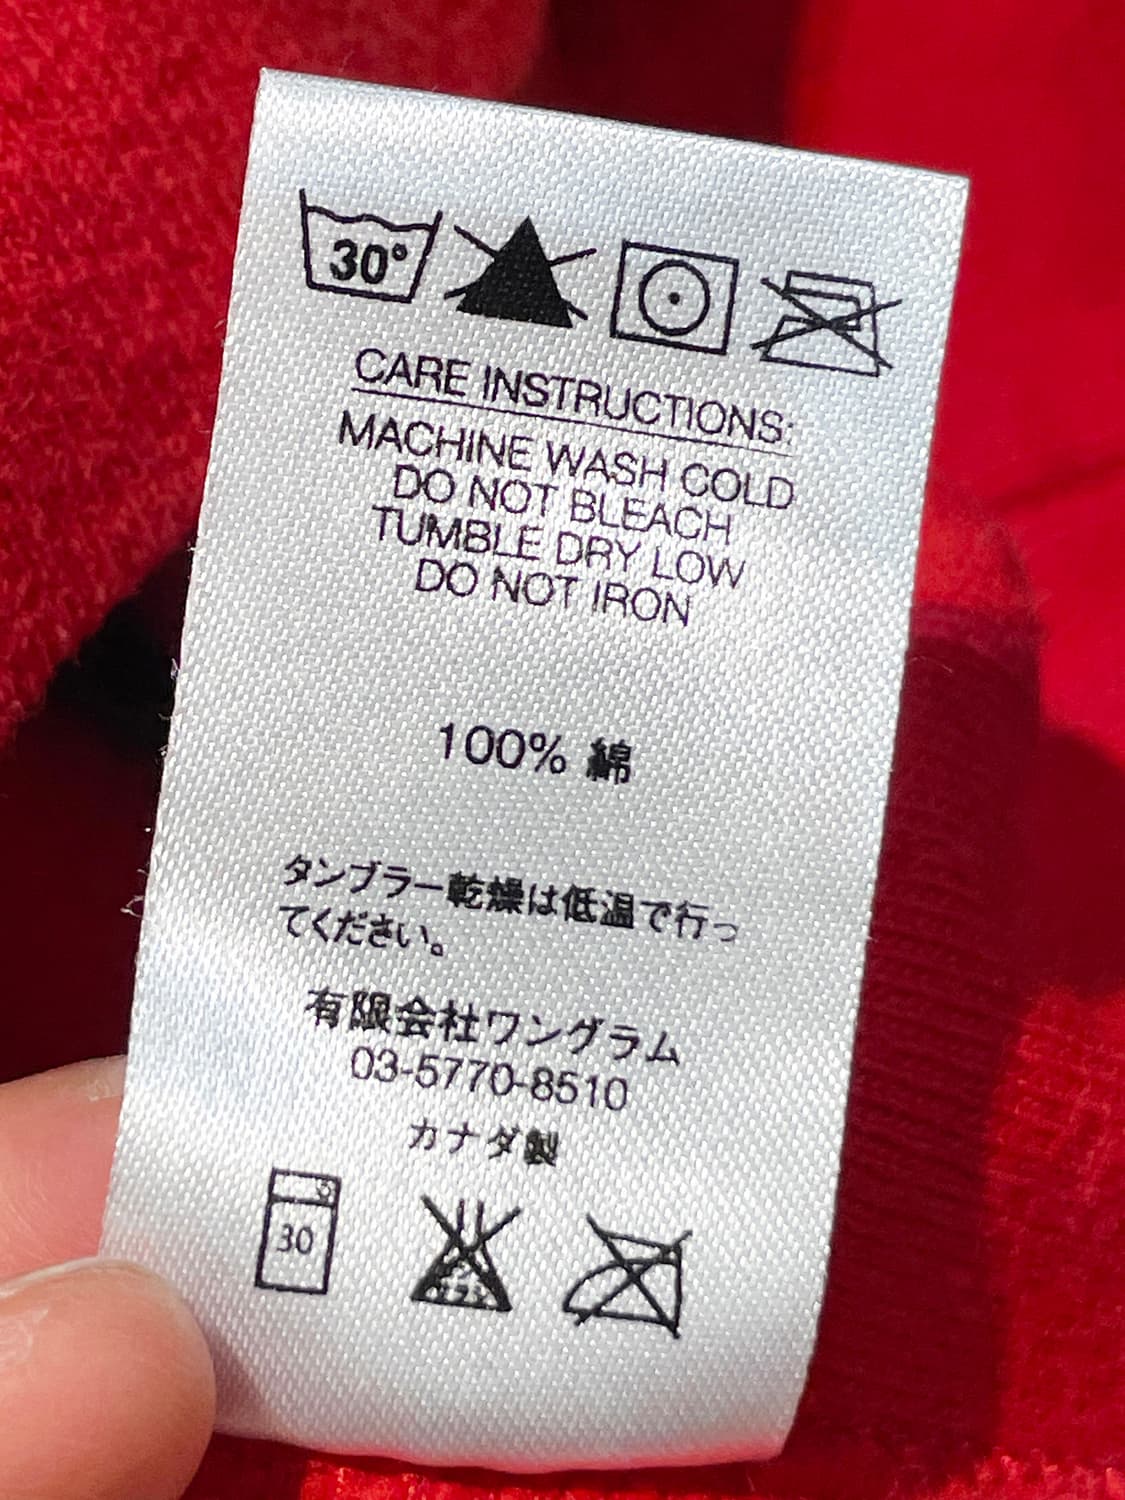 30°
CARE INSTRUCTIONS:
MACHINE WASH COLD
DO NOT BLEACH
TUMBLE DRY LOW
DO NOT IRON
100% 綿
タンブラー乾燥は低温で行っ
てください。
有限会社ワングラム
03-5770-8510
カナダ製
30